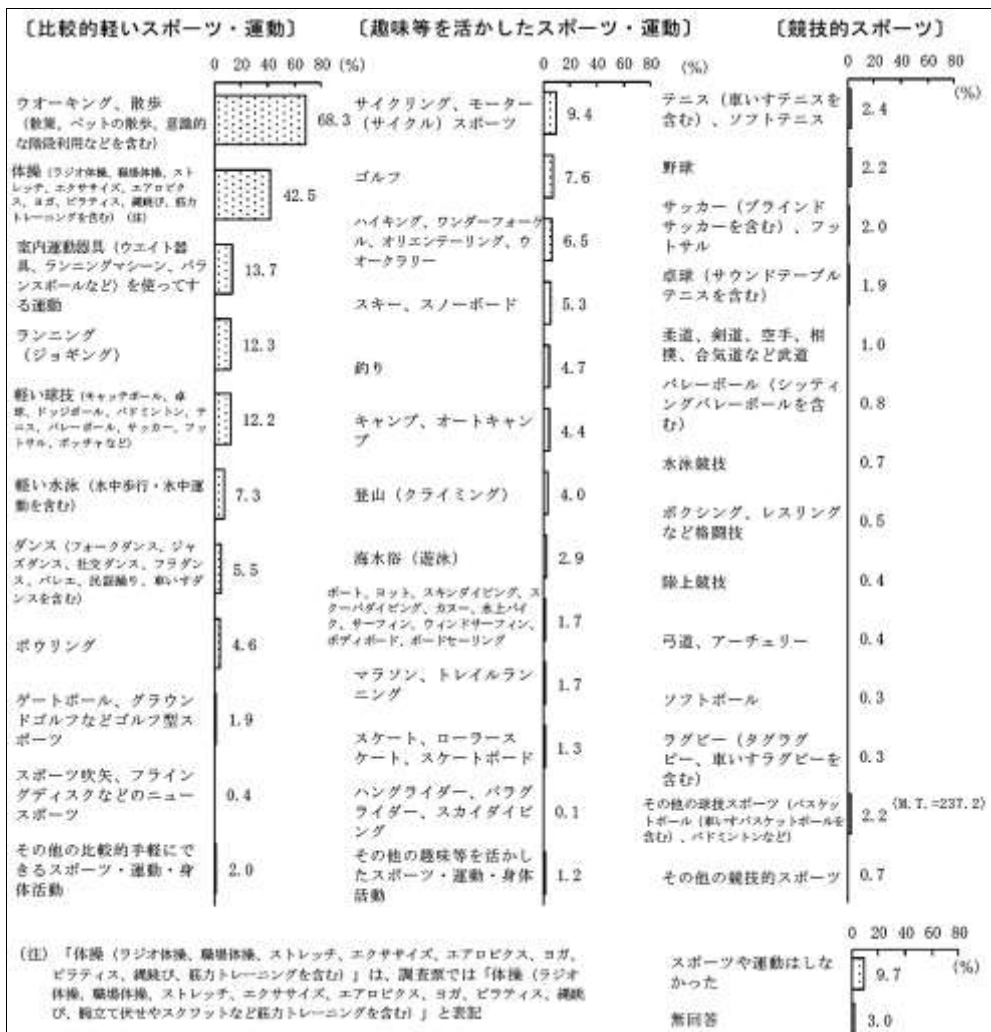 〔比較的軽いスポーツ・運動〕
0 20 40 60 80 (%)
ウオーキング、散歩
(散策、ペットの散歩、意識的
な階段利用などを含む)
68.3
体操(ラジオ体操、職場体操、スト
レッチ、エクササイズ、エアロビク
ス、ヨガ、ピラティス、縄跳び、筋力
トレーニングを含む)(注)
42.5
室内運動器具(ウエイト器
具、ランニングマシーン、バラ
ンスボールなど)を使ってす
る運動
13.7
ランニング
(ジョギング)
12.3
軽い球技(キャッチボール、卓
球、ドッジボール、バドミントン、テ
ニス、バレーボール、サッカー、フッ
トサル、ボッチャなど)
12.2
軽い水泳(水中歩行・水中運
動を含む)
7.3
ダンス(フォークダンス、ジャ
ズダンス、社交ダンス、フラダン
ス、バレエ、民謡踊り、車いすダ
ンスを含む)
5.5
ボウリング
4.6
ゲートボール、グラウン
ドゴルフなどゴルフ型ス
ポーツ
1.9
スポーツ吹矢、フライン
グディスクなどのニュー
スポーツ
0.4
その他の比較的手軽にで
きるスポーツ・運動・身
体活動
2.0
〔趣味等を活かしたスポーツ・運動〕
0 20 40 60 80
(%)
サイクリング、モーター
(サイクル)スポーツ
9.4
ゴルフ
7.6
ハイキング、ワンダーフォーゲ
ル、オリエンテーリング、ウ
オークラリー
6.5
スキー、スノーボード
5.3
釣り
4.7
キャンプ、オートキャン
プ
4.4
登山(クライミング)
4.0
海水浴(遊泳)
2.9
ボート、ヨット、スキンダイビング、ス
クーバダイビング、カヌー、水上バイ
ク、サーフィン、ウィンドサーフィン、
ボディボード、ボードセーリング
1.7
マラソン、トレイルラン
ニング
1.7
スケート、ローラース
ケート、スケートボード
1.3
ハングライダー、パラグ
ライダー、スカイダイビ
ング
0.1
その他の趣味等を活かし
たスポーツ・運動・身体
活動
1.2
〔競技的スポーツ〕
0 20 40 60 80
(%)
テニス(車いすテニスを
含む)、ソフトテニス
2.4
野球
2.2
サッカー(ブラインド
サッカーを含む)、フッ
トサル
2.0
卓球(サウンドテーブル
テニスを含む)
1.9
柔道、剣道、空手、相
撲、合気道など武道
1.0
バレーボール(シッティ
ングバレーボールを含
む)
0.8
水泳競技
0.7
ボクシング、レスリング
など格闘技
0.5
陸上競技
0.4
弓道、アーチェリー
0.4
ソフトボール
0.3
ラグビー(タグラグ
ビー、車いすラグビーを
含む)
0.3
その他の球技スポーツ(バスケッ
トボール(車いすバスケットボールを
含む)、バドミントンなど)
2.2
(M.T.=237.2)
その他の競技的スポーツ
0.7
0 20 40 60 80
(%)
スポーツや運動はしな
かった
9.7
無回答
3.0
(注) 「体操(ラジオ体操、職場体操、ストレッチ、エクササイズ、エアロビクス、ヨガ、
ピラティス、縄跳び、筋力トレーニングを含む)」は、調査票では「体操(ラジオ
体操、職場体操、ストレッチ、エクササイズ、エアロビクス、ヨガ、ピラティス、縄跳
び、腕立て伏せやスクワットなど筋力トレーニングを含む)」と表記